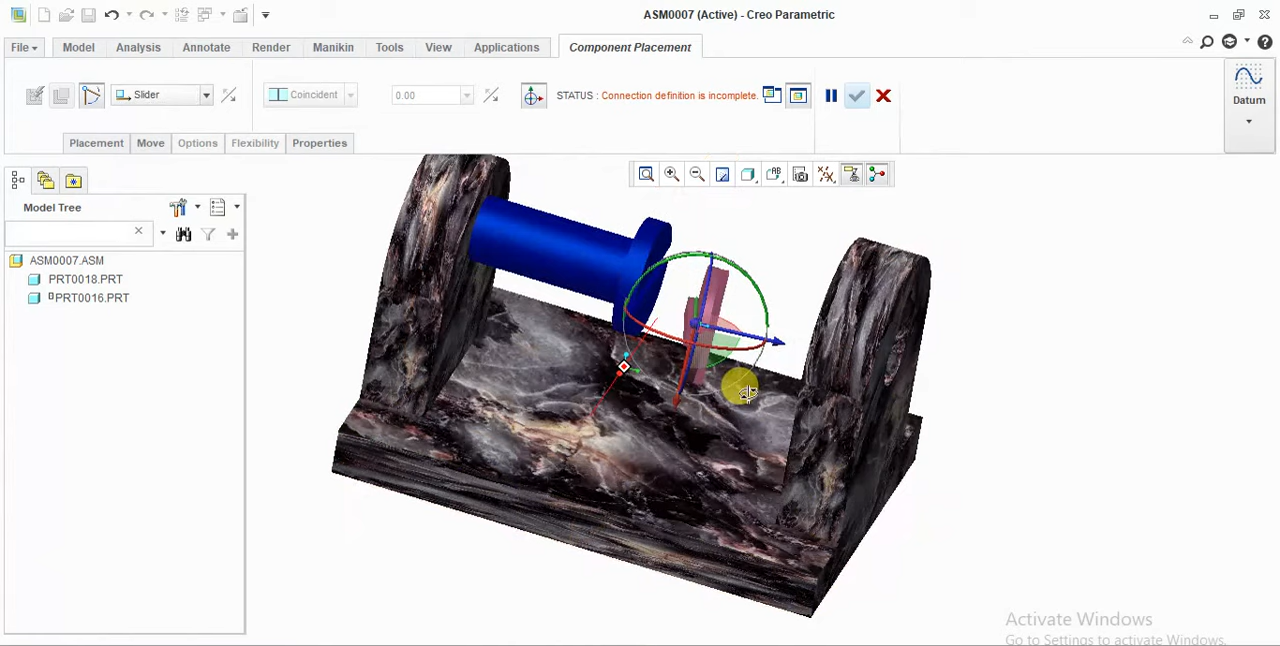 ASM0007 (Active) - Creo Parametric
File Model Analysis Annotate Render Manikin Tools View Applications Component Placement
Slider Coincident 0.00 STATUS : Connection definition is incomplete. Datum
Placement Move Options Flexibility Properties
Model Tree
ASM0007.ASM
PRT0018.PRT
PRT0016.PRT
Activate Windows
Go to Settings to activate Windows.